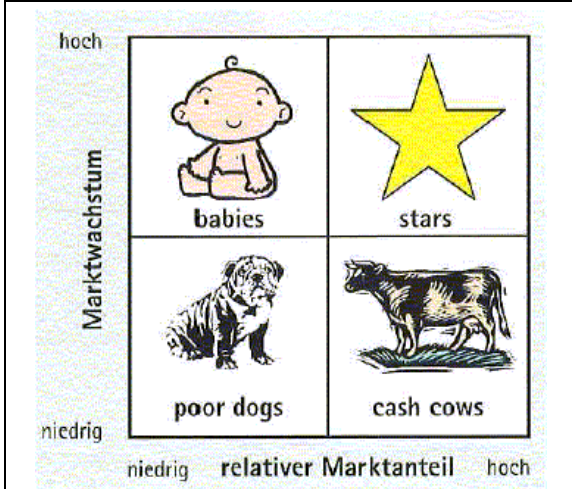 hoch
Marktwachstum
babies
stars
poor dogs
cash cows
niedrig
niedrig relativer Marktanteil hoch